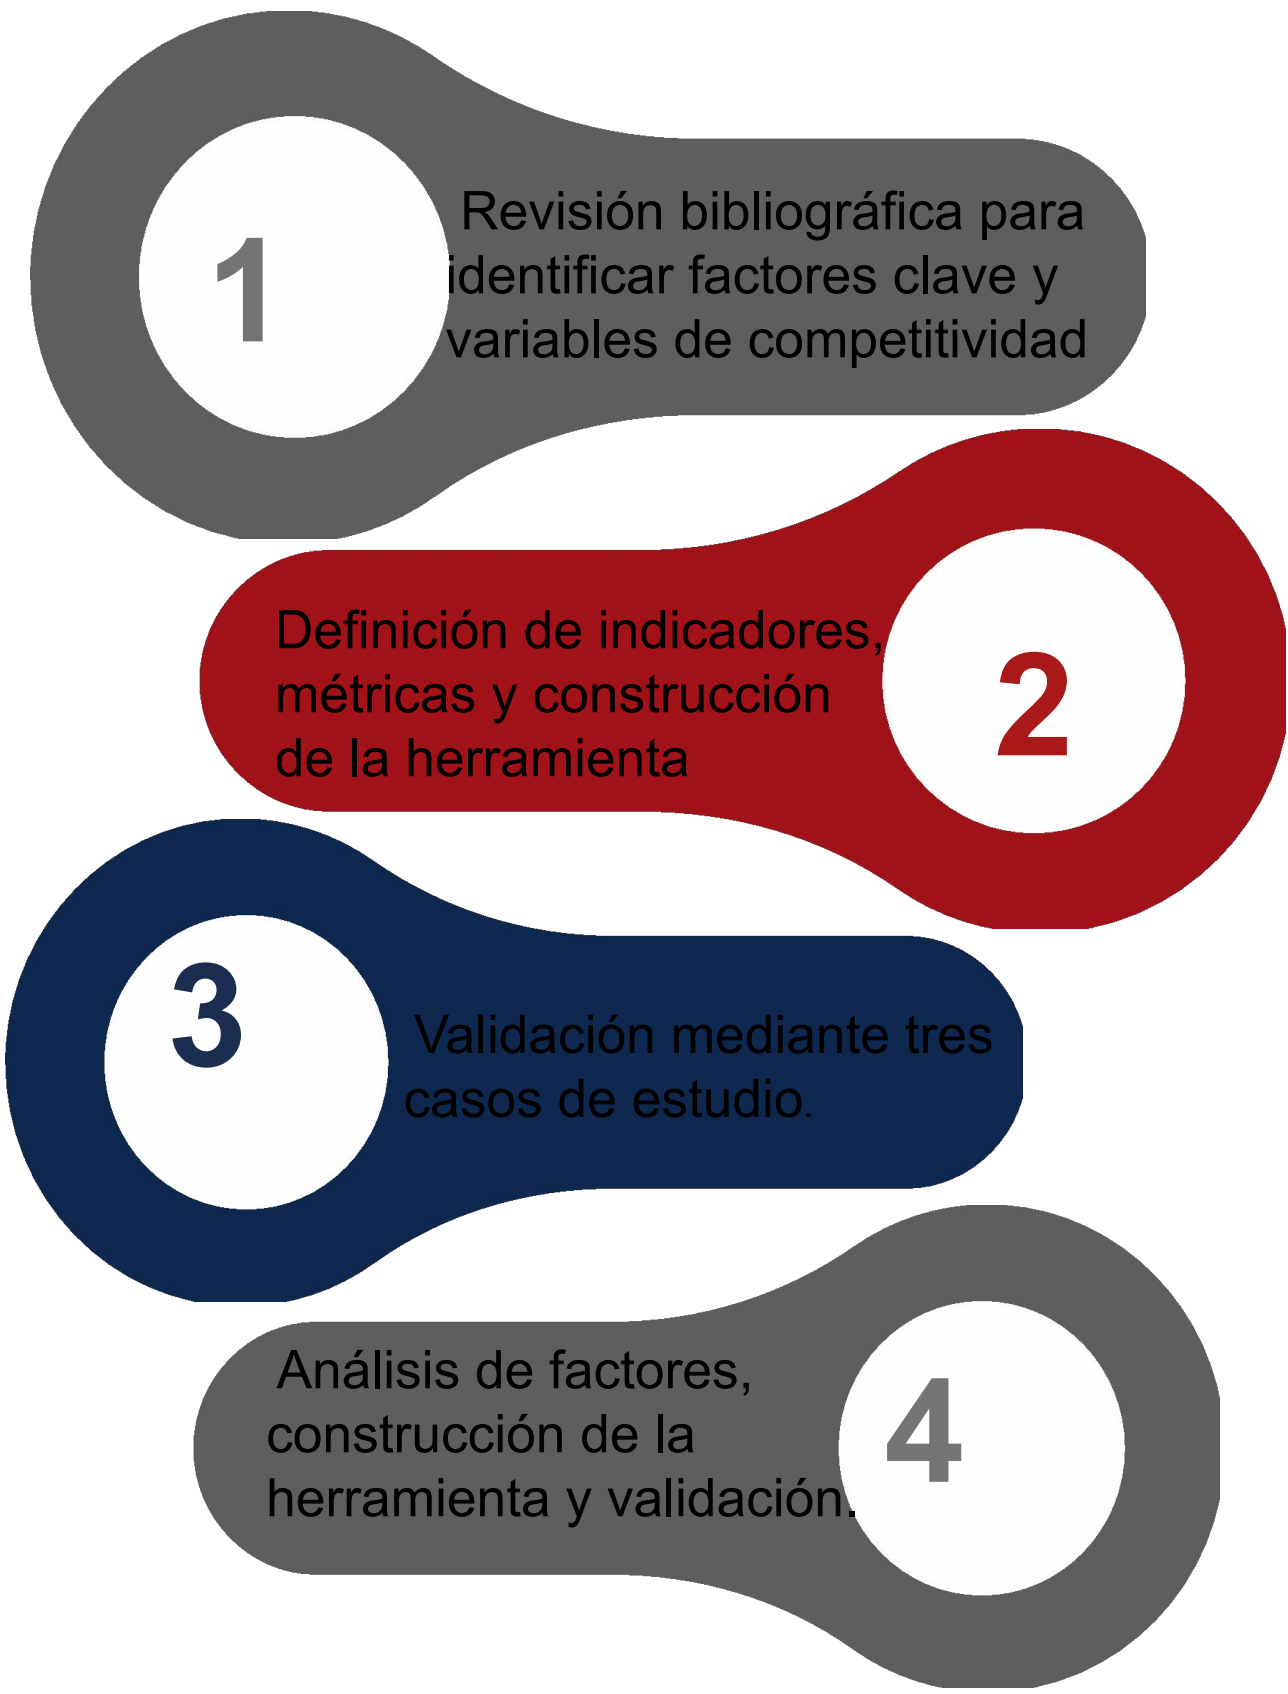 1
Revisión bibliográfica para
identificar factores clave y
variables de competitividad
Definición de indicadores,
métricas y construcción
de la herramienta
2
3
Validación mediante tres
casos de estudio.
Análisis de factores,
construcción de la
herramienta y validación.
4